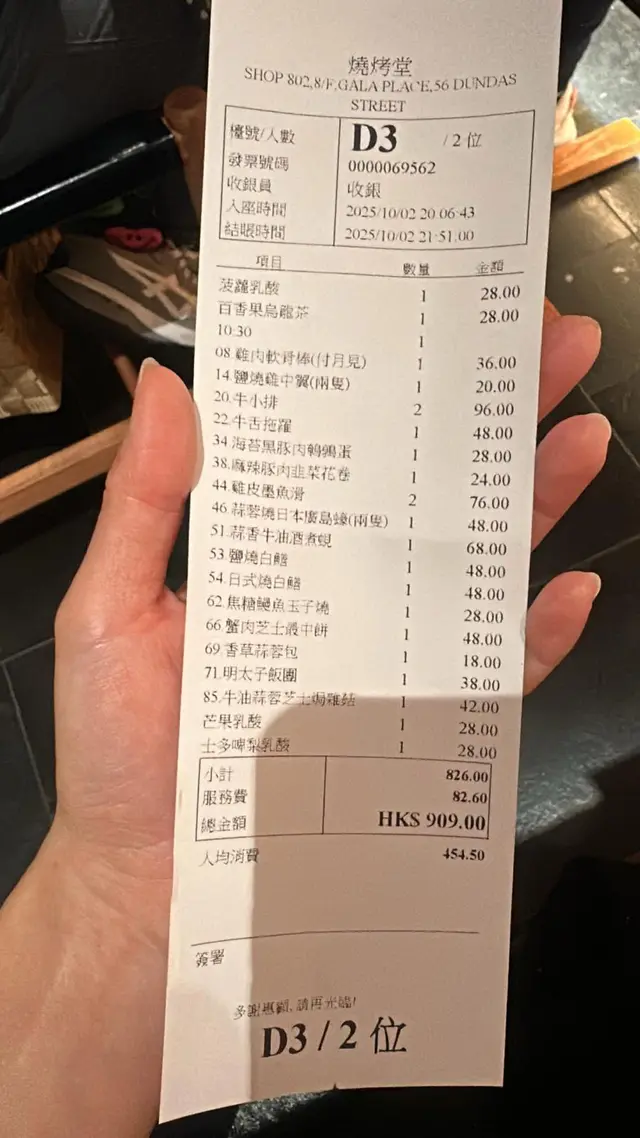 燒烤堂
SHOP 802,8/F,GALA PLACE,56 DUNDAS
STREET
檯號/人數 D3 /2 位
發票號碼 0000069562
收銀員 收銀
入座時間 2025/10/02 20:06:43
結賬時間 2025/10/02 21:51:00
項目 數量 金額
菠蘿乳酸 1 28.00
百香果烏龍茶 1 28.00
10:30 1
08.雞肉軟骨棒(付月見) 1 36.00
14.鹽燒雞中翼(兩隻) 1 20.00
20.牛小排 2 96.00
22.牛舌拖羅 1 48.00
34.海苔黑豚肉鵪鶉蛋 1 28.00
38.麻辣豚肉韭菜花卷 1 24.00
44.雞皮墨魚滑 2 76.00
46.蒜蓉燒日本廣島蠔(兩隻) 1 48.00
51.蒜香牛油酒煮蜆 1 68.00
53.鹽燒白鱔 1 48.00
54.日式燒白鱔 1 48.00
62.焦糖鰻魚玉子燒 1 28.00
66.蟹肉芝士最中餅 1 48.00
69.香草蒜蓉包 1 18.00
71.明太子飯團 1 38.00
85.牛油蒜蓉芝士焗雜菇 1 42.00
芒果乳酸 1 28.00
士多啤梨乳酸 1 28.00
小計 826.00
服務費 82.60
總金額 HK$ 909.00
人均消費 454.50
簽署
多謝惠顧, 請再光臨!
D3 / 2 位